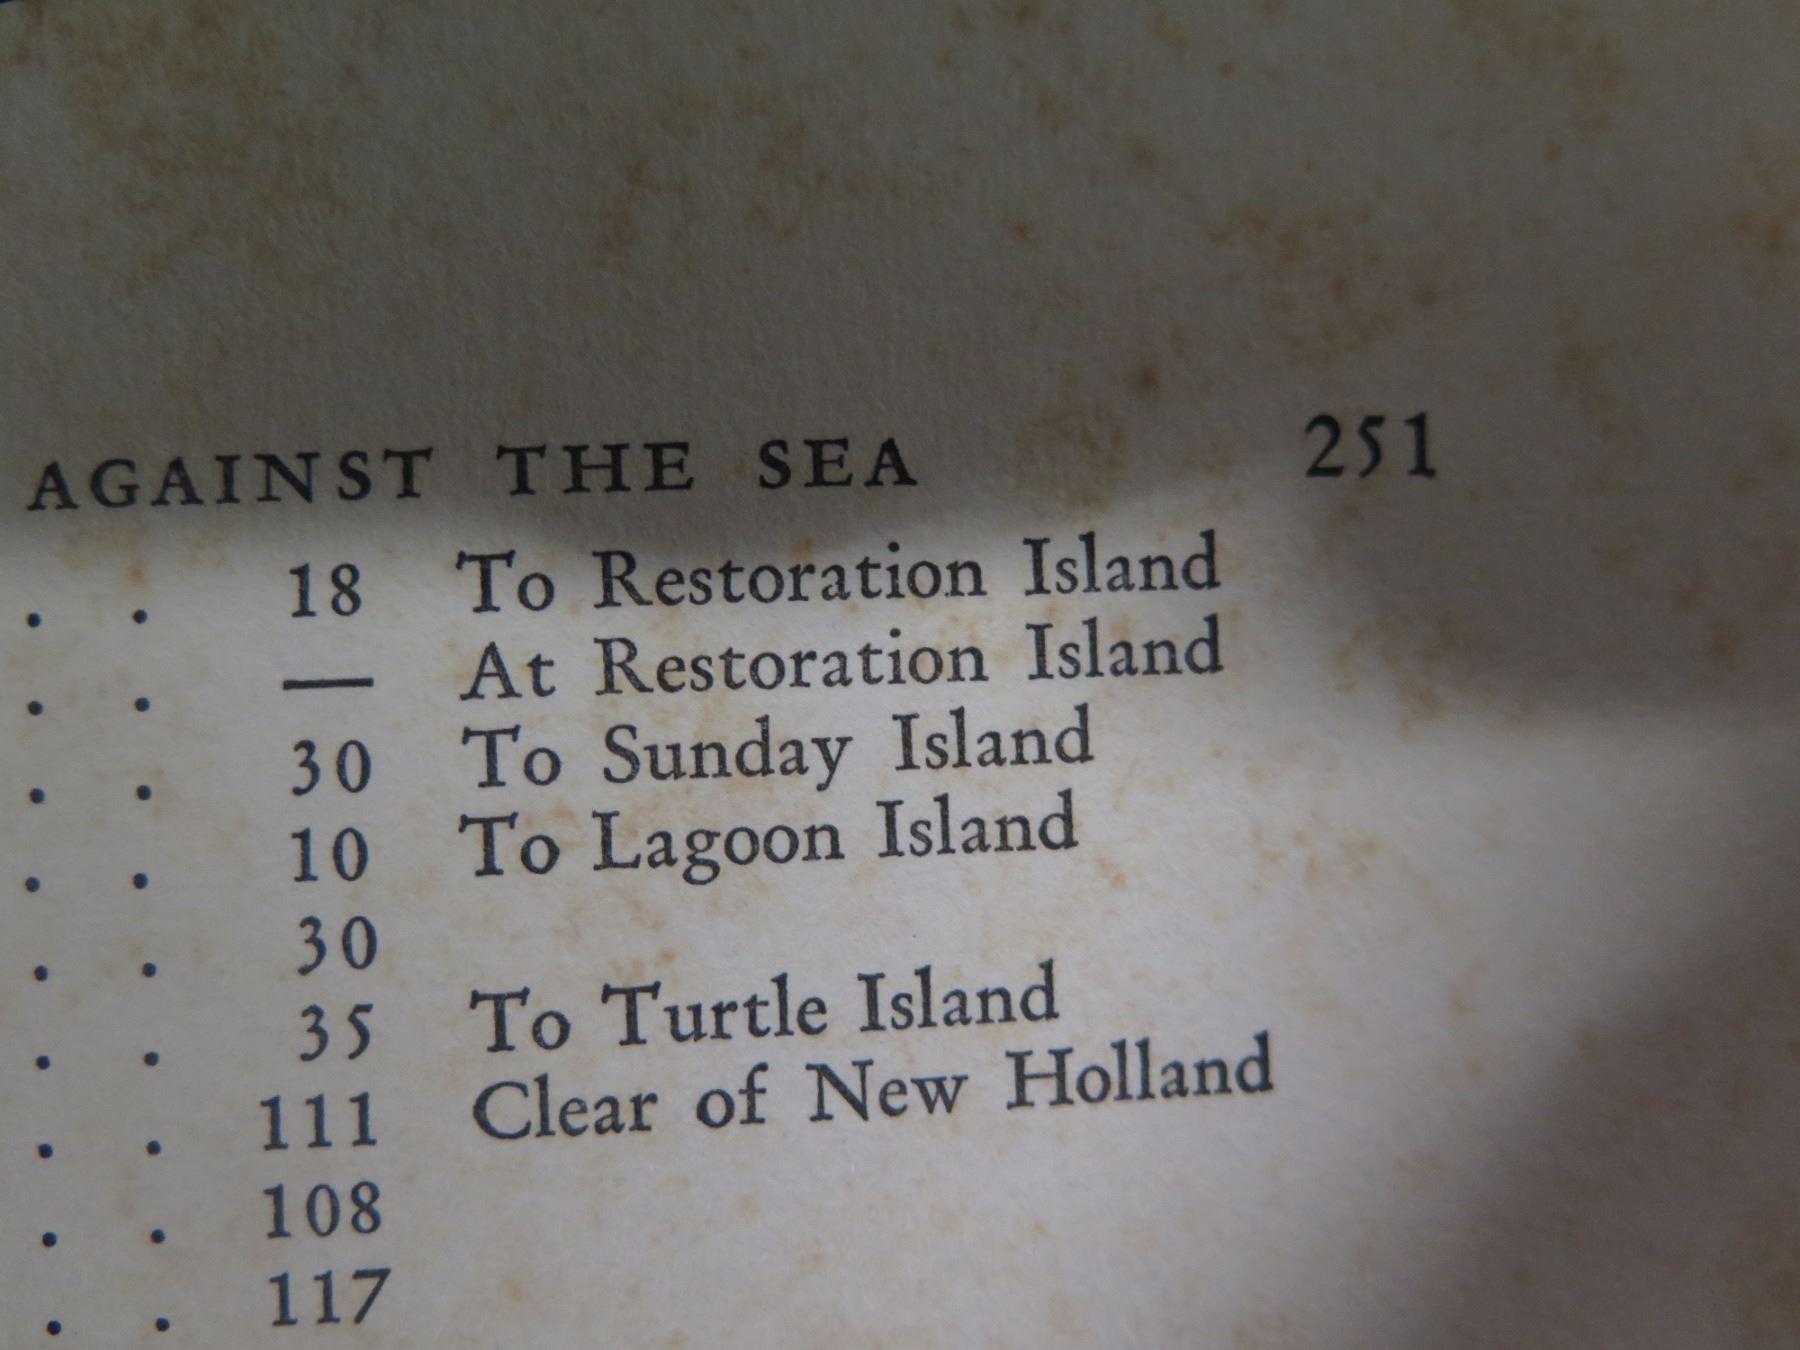 AGAINST THE SEA 251
. . 18 To Restoration Island
. . — At Restoration Island
. . 30 To Sunday Island
. . 10 To Lagoon Island
. . 30
. . 35 To Turtle Island
. . 111 Clear of New Holland
. . 108
. . 117